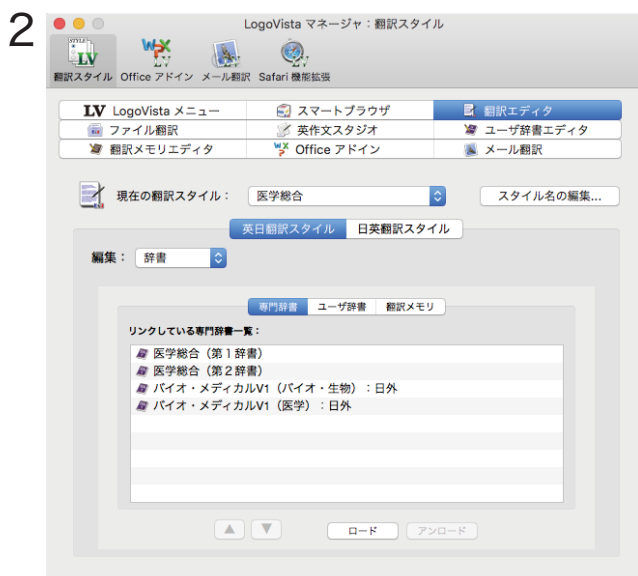 2
LogoVista マネージャ：翻訳スタイル
翻訳スタイル Office アドイン メール翻訳 Safari 機能拡張
LV LogoVista メニュー スマートブラウザ 翻訳エディタ
ファイル翻訳 英作文スタジオ ユーザ辞書エディタ
翻訳メモリエディタ Office アドイン メール翻訳
現在の翻訳スタイル： 医学総合 スタイル名の編集...
英日翻訳スタイル 日英翻訳スタイル
編集： 辞書
専門辞書 ユーザ辞書 翻訳メモリ
リンクしている専門辞書一覧：
医学総合（第１辞書）
医学総合（第２辞書）
バイオ・メディカルV1（バイオ・生物）：日外
バイオ・メディカルV1（医学）：日外
ロード アンロード